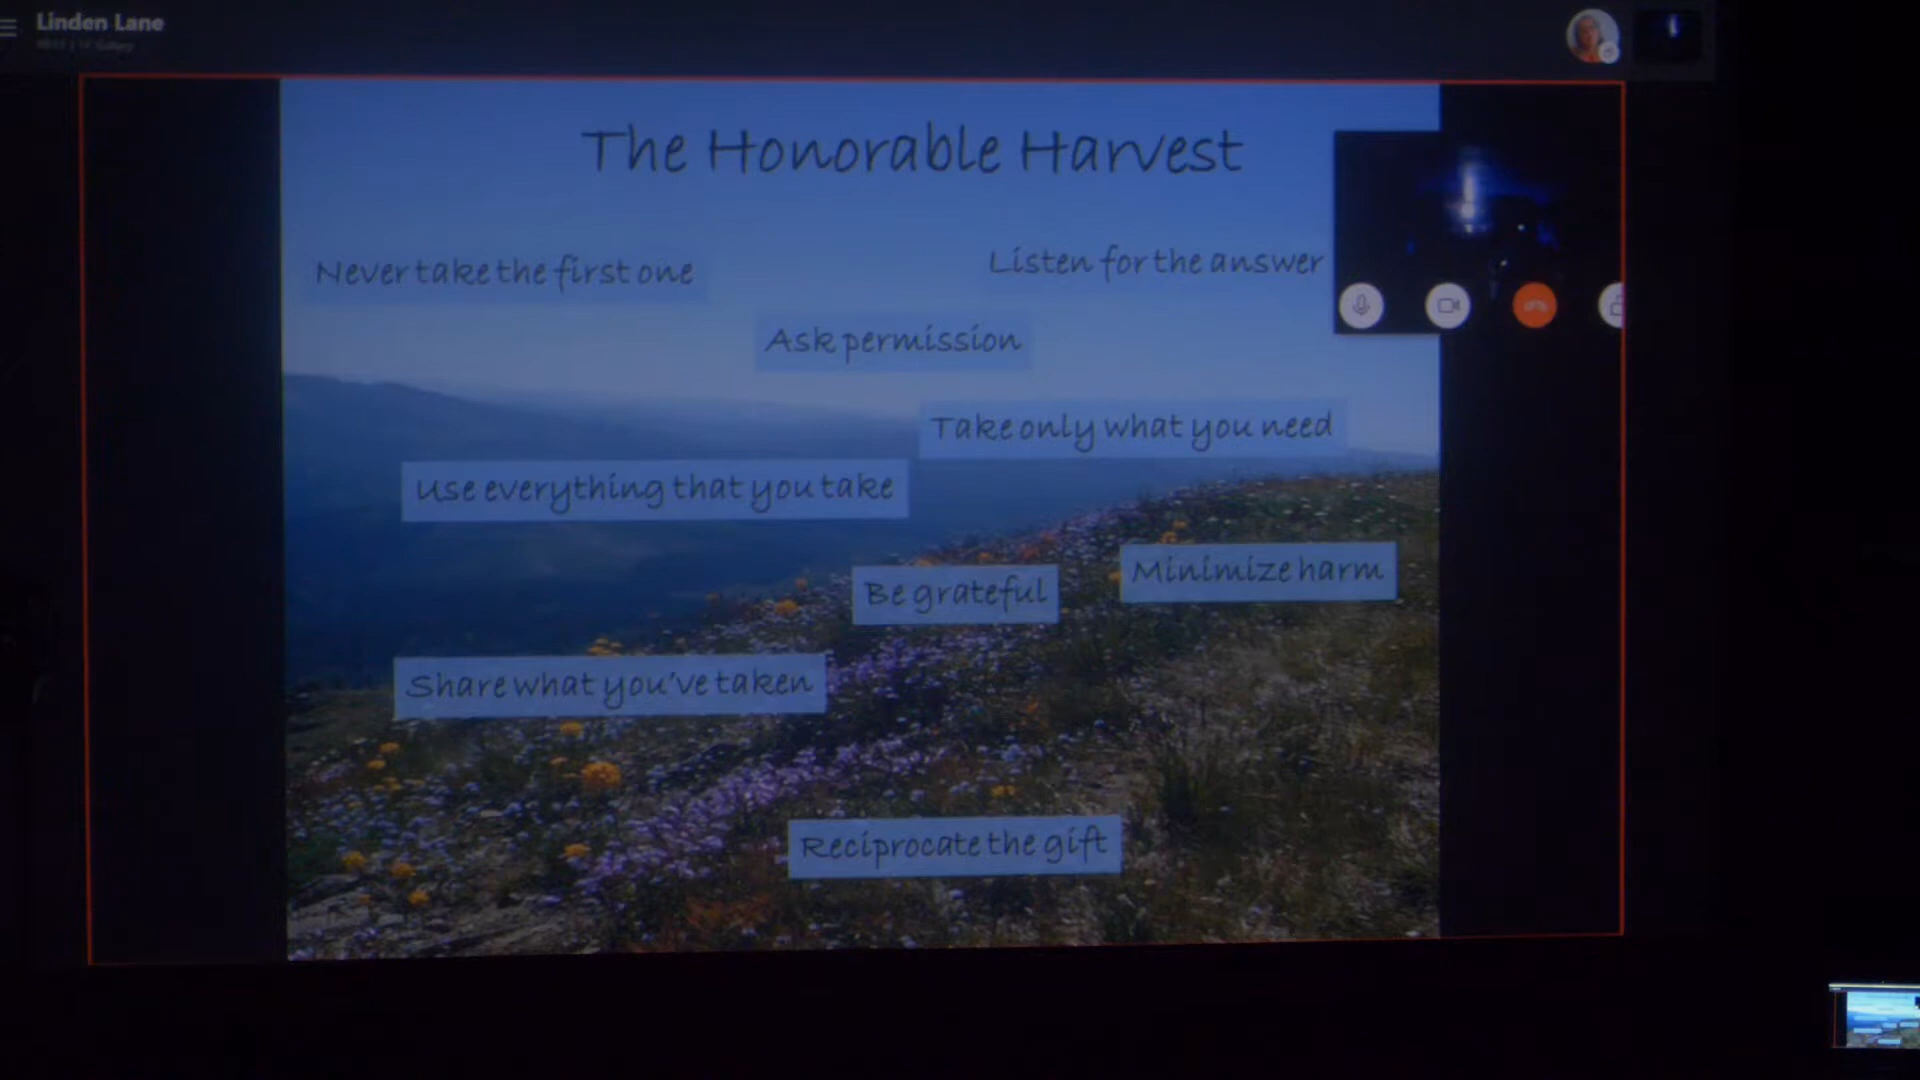 Linden Lane
The Honorable Harvest
Never take the first one
Listen for the answer
Ask permission
Take only what you need
Use everything that you take
Be grateful
Minimize harm
Share what you've taken
Reciprocate the gift